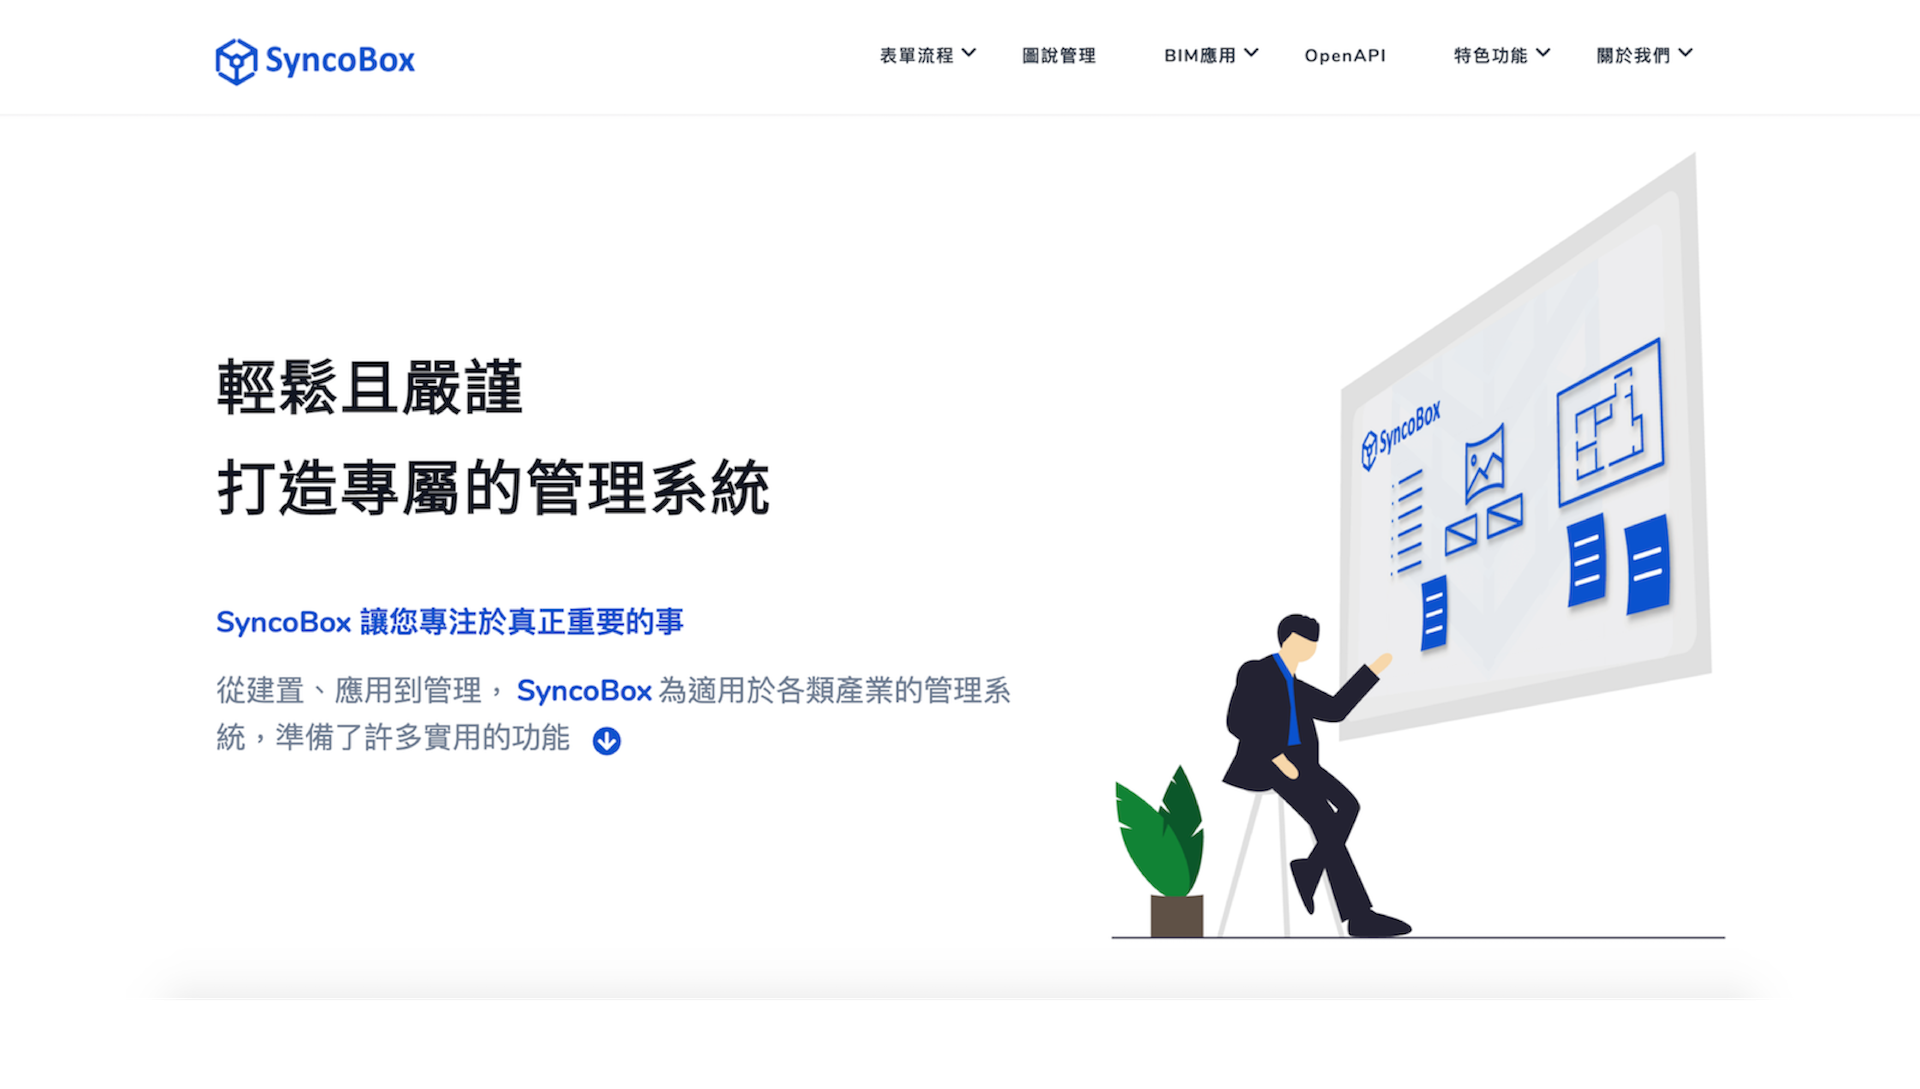 SyncoBox
表單流程
圖說管理
BIM應用
OpenAPI
特色功能
關於我們
輕鬆且嚴謹
打造專屬的管理系統
SyncoBox 讓您專注於真正重要的事
從建置、應用到管理， SyncoBox 為適用於各類產業的管理系
統，準備了許多實用的功能
SyncoBox